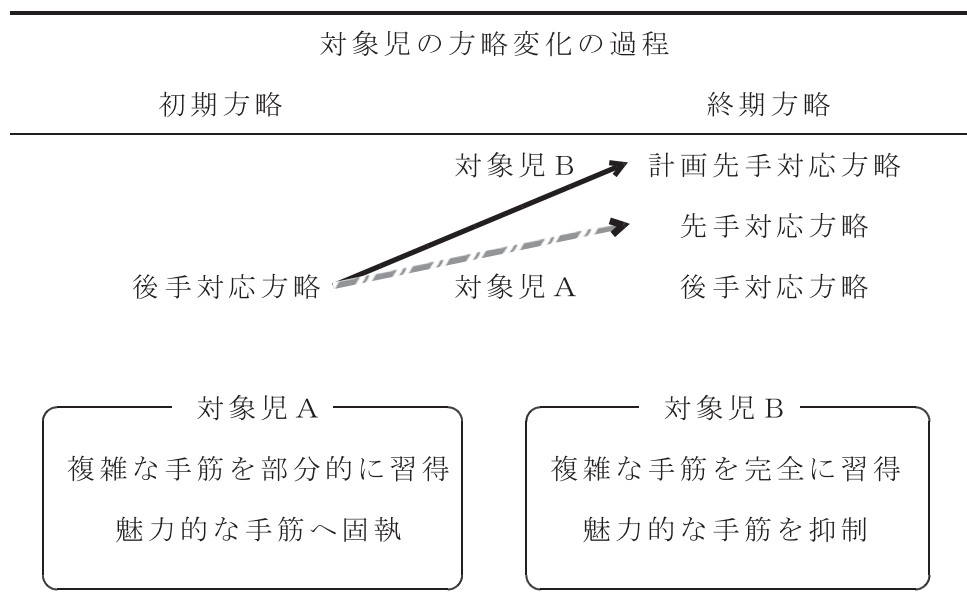 対象児の方略変化の過程
初期方略 終期方略
対象児B 計画先手対応方略
先手対応方略
後手対応方略 対象児A 後手対応方略
対象児A
複雑な手筋を部分的に習得
魅力的な手筋へ固執
対象児B
複雑な手筋を完全に習得
魅力的な手筋を抑制